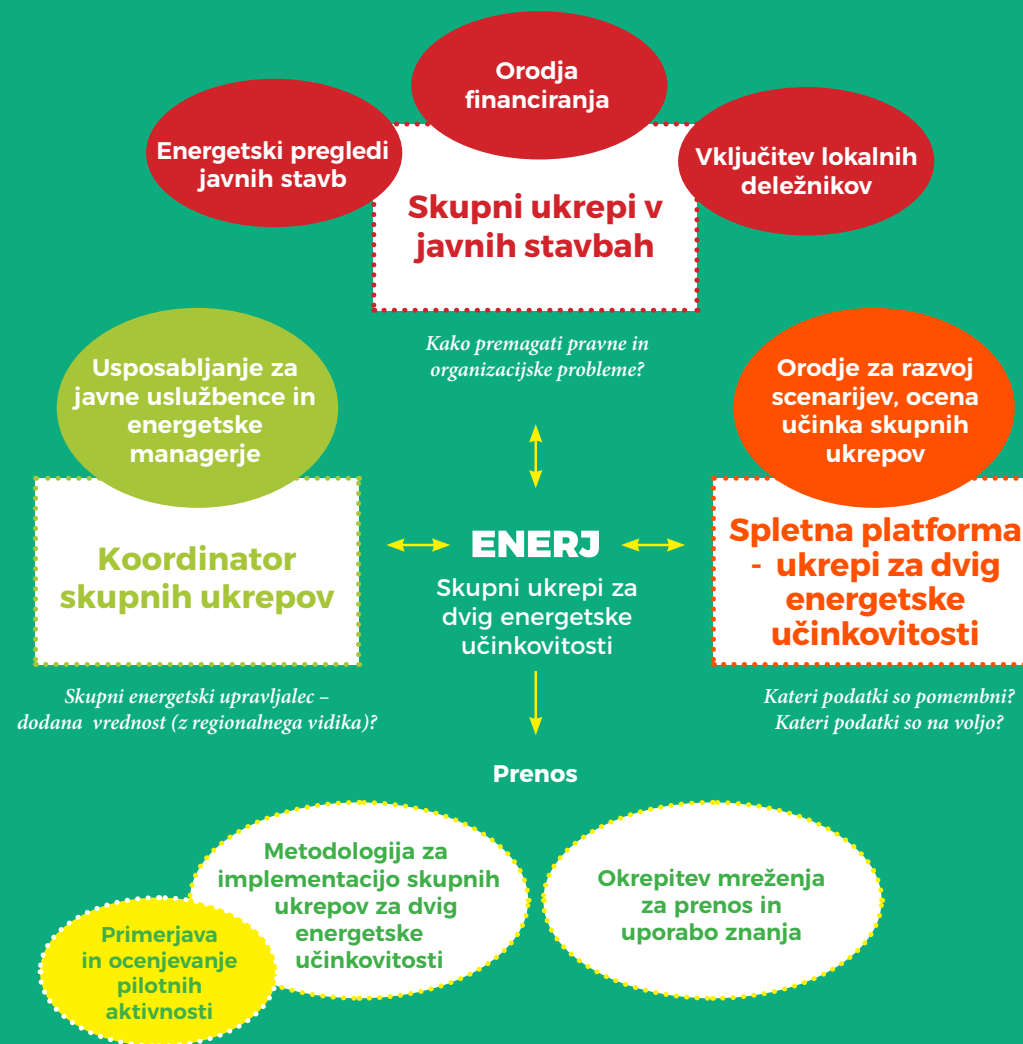 Orodja
financiranja
Energetski pregledi
javnih stavb
Vključitev lokalnih
deležnikov
Skupni ukrepi v
javnih stavbah
Kako premagati pravne in
organizacijske probleme?
Usposabljanje za
javne uslužbence in
energetske
managerje
Orodje za razvoj
scenarijev, ocena
učinka skupnih
ukrepov
Koordinator
skupnih ukrepov
ENERJ
Skupni ukrepi za
dvig energetske
učinkovitosti
Spletna platforma
- ukrepi za dvig
energetske
učinkovitosti
Skupni energetski upravljalec –
dodana vrednost (z regionalnega vidika)?
Kateri podatki so pomembni?
Kateri podatki so na voljo?
Prenos
Metodologija za
implementacijo skupnih
ukrepov za dvig
energetske
učinkovitosti
Okrepitev mreženja
za prenos in
uporabo znanja
Primerjava
in ocenjevanje
pilotnih
aktivnosti